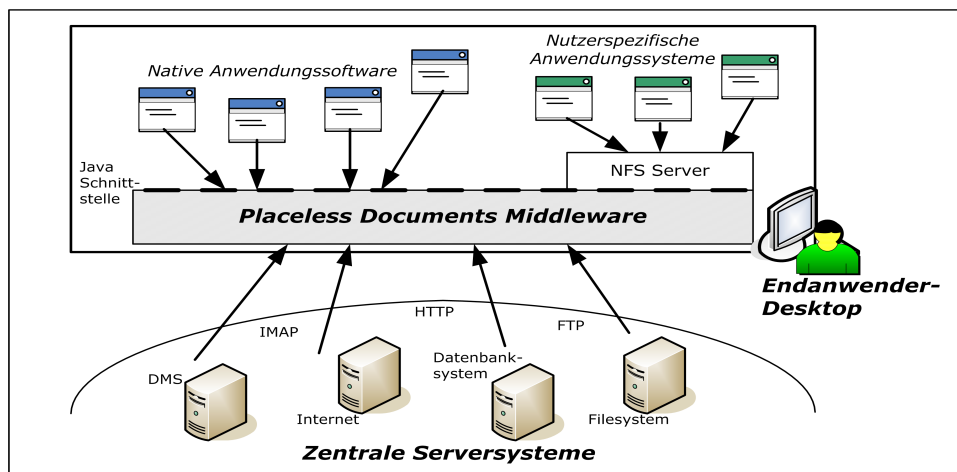 Nutzerspezifische
Anwendungssysteme
Native Anwendungssoftware
Java
Schnitt-
stelle
NFS Server
Placeless Documents Middleware
Endanwender-
Desktop
HTTP
IMAP
FTP
DMS
Datenbank-
system
Internet
Filesystem
Zentrale Serversysteme